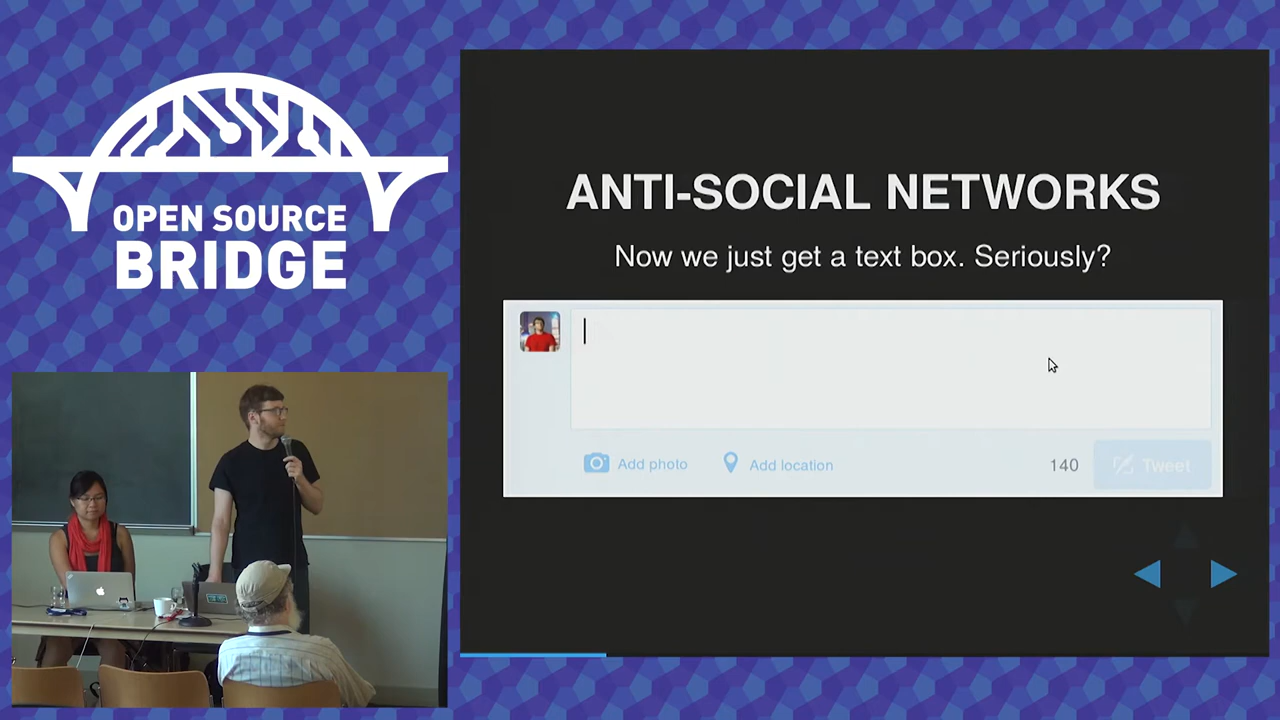 OPEN SOURCE
BRIDGE
ANTI-SOCIAL NETWORKS
Now we just get a text box. Seriously?
Add photo
Add location
140
Tweet